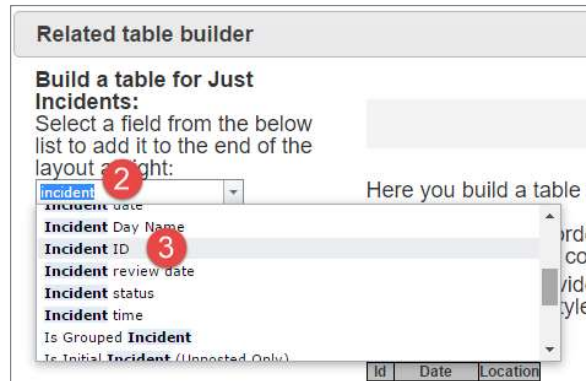 Related table builder
Build a table for Just
Incidents:
Select a field from the below
list to add it to the end of the
layout a right:
2
incident
Here you build a table
Incident date
Incident Day Name
Incident ID
3
Incident review date
Incident status
Incident time
Is Grouped Incident
Is Initial Incident (Unposted Only)
Id Date Location